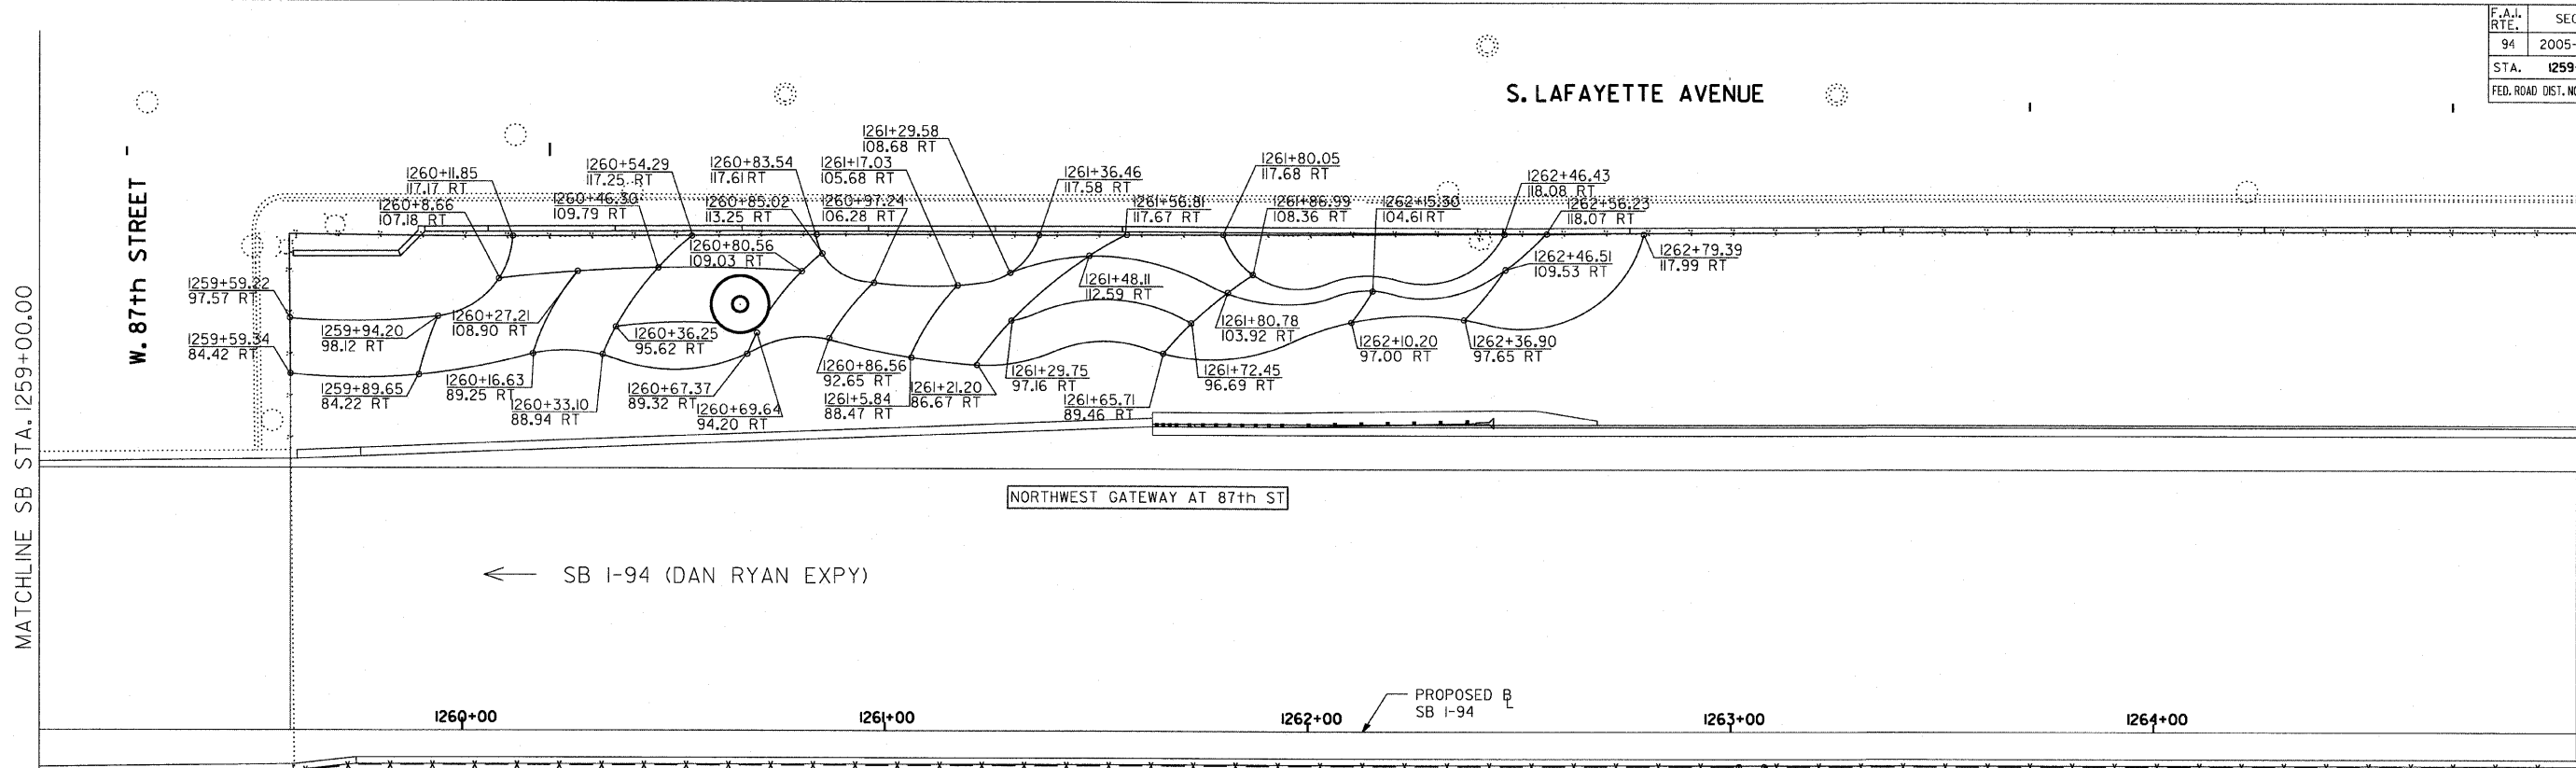 F.A.I.
RTE.
94
2005-
STA. 1259+
FED. ROAD DIST. NO
S. LAFAYETTE AVENUE
W. 87th STREET
MATCHLINE SB STA. 1259+00.00
1261+29.58
108.68 RT
1260+11.85
117.17 RT
1260+54.29
117.25 RT
1260+83.54
117.61 RT
1261+17.03
105.68 RT
1261+36.46
117.58 RT
1261+80.05
117.68 RT
1262+46.43
118.08 RT
1260+8.66
107.18 RT
1260+46.30
109.79 RT
1260+85.02
113.25 RT
1260+97.24
106.28 RT
1261+56.81
117.67 RT
1261+86.99
108.36 RT
1262+15.30
104.61 RT
1262+56.23
118.07 RT
1260+80.56
109.03 RT
1262+79.39
117.99 RT
1262+46.51
109.53 RT
1261+48.11
112.59 RT
1259+59.22
97.57 RT
1259+94.20
98.12 RT
1260+27.21
108.90 RT
1260+36.25
95.62 RT
1261+80.78
103.92 RT
1262+10.20
97.00 RT
1262+36.90
97.65 RT
1259+59.34
84.42 RT
1259+89.65
84.22 RT
1260+16.63
89.25 RT
1260+33.10
88.94 RT
1260+67.37
89.32 RT
1260+69.64
94.20 RT
1260+86.56
92.65 RT
1261+5.84
88.47 RT
1261+21.20
86.67 RT
1261+29.75
97.16 RT
1261+65.71
89.46 RT
1261+72.45
96.69 RT
NORTHWEST GATEWAY AT 87th ST
SB I-94 (DAN RYAN EXPY)
PROPOSED BL
SB I-94
1260+00
1261+00
1262+00
1263+00
1264+00